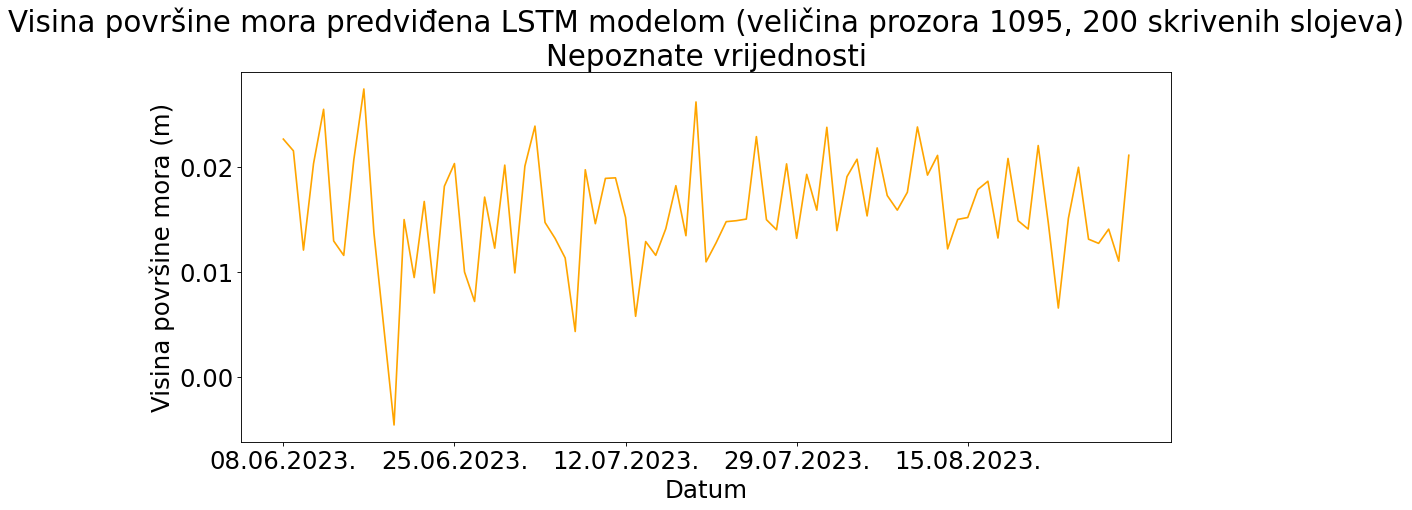 Visina površine mora predviđena LSTM modelom (veličina prozora 1095, 200 skrivenih slojeva)
Nepoznate vrijednosti
Visina površine mora (m)
0.02
0.01
0.00
08.06.2023. 25.06.2023. 12.07.2023. 29.07.2023. 15.08.2023.
Datum